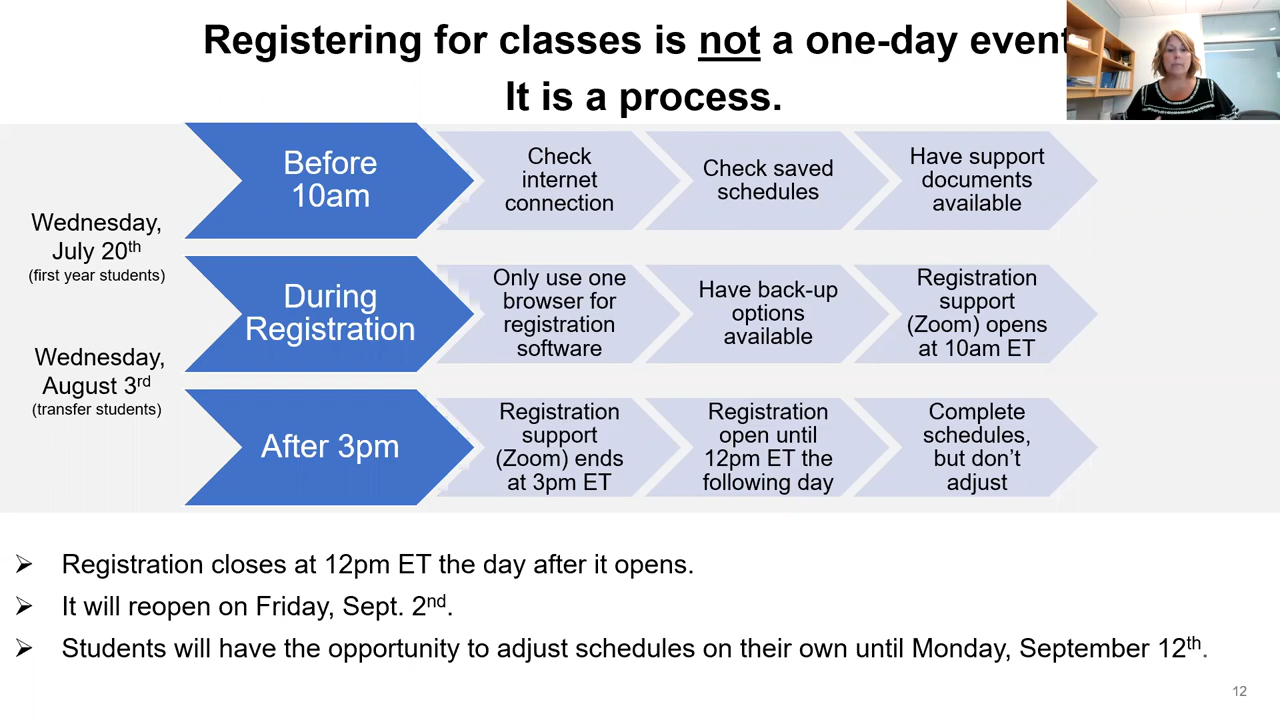 Registering for classes is not a one-day event
It is a process.
Wednesday,
July 20th
(first year students)
Wednesday,
August 3rd
(transfer students)
Before
10am
Check
internet
connection
Check saved
schedules
Have support
documents
available
During
Registration
Only use one
browser for
registration
software
Have back-up
options
available
Registration
support
(Zoom) opens
at 10am ET
After 3pm
Registration
support
(Zoom) ends
at 3pm ET
Registration
open until
12pm ET the
following day
Complete
schedules,
but don't
adjust
➢ Registration closes at 12pm ET the day after it opens.
➢ It will reopen on Friday, Sept. 2nd.
➢ Students will have the opportunity to adjust schedules on their own until Monday, September 12th.
12